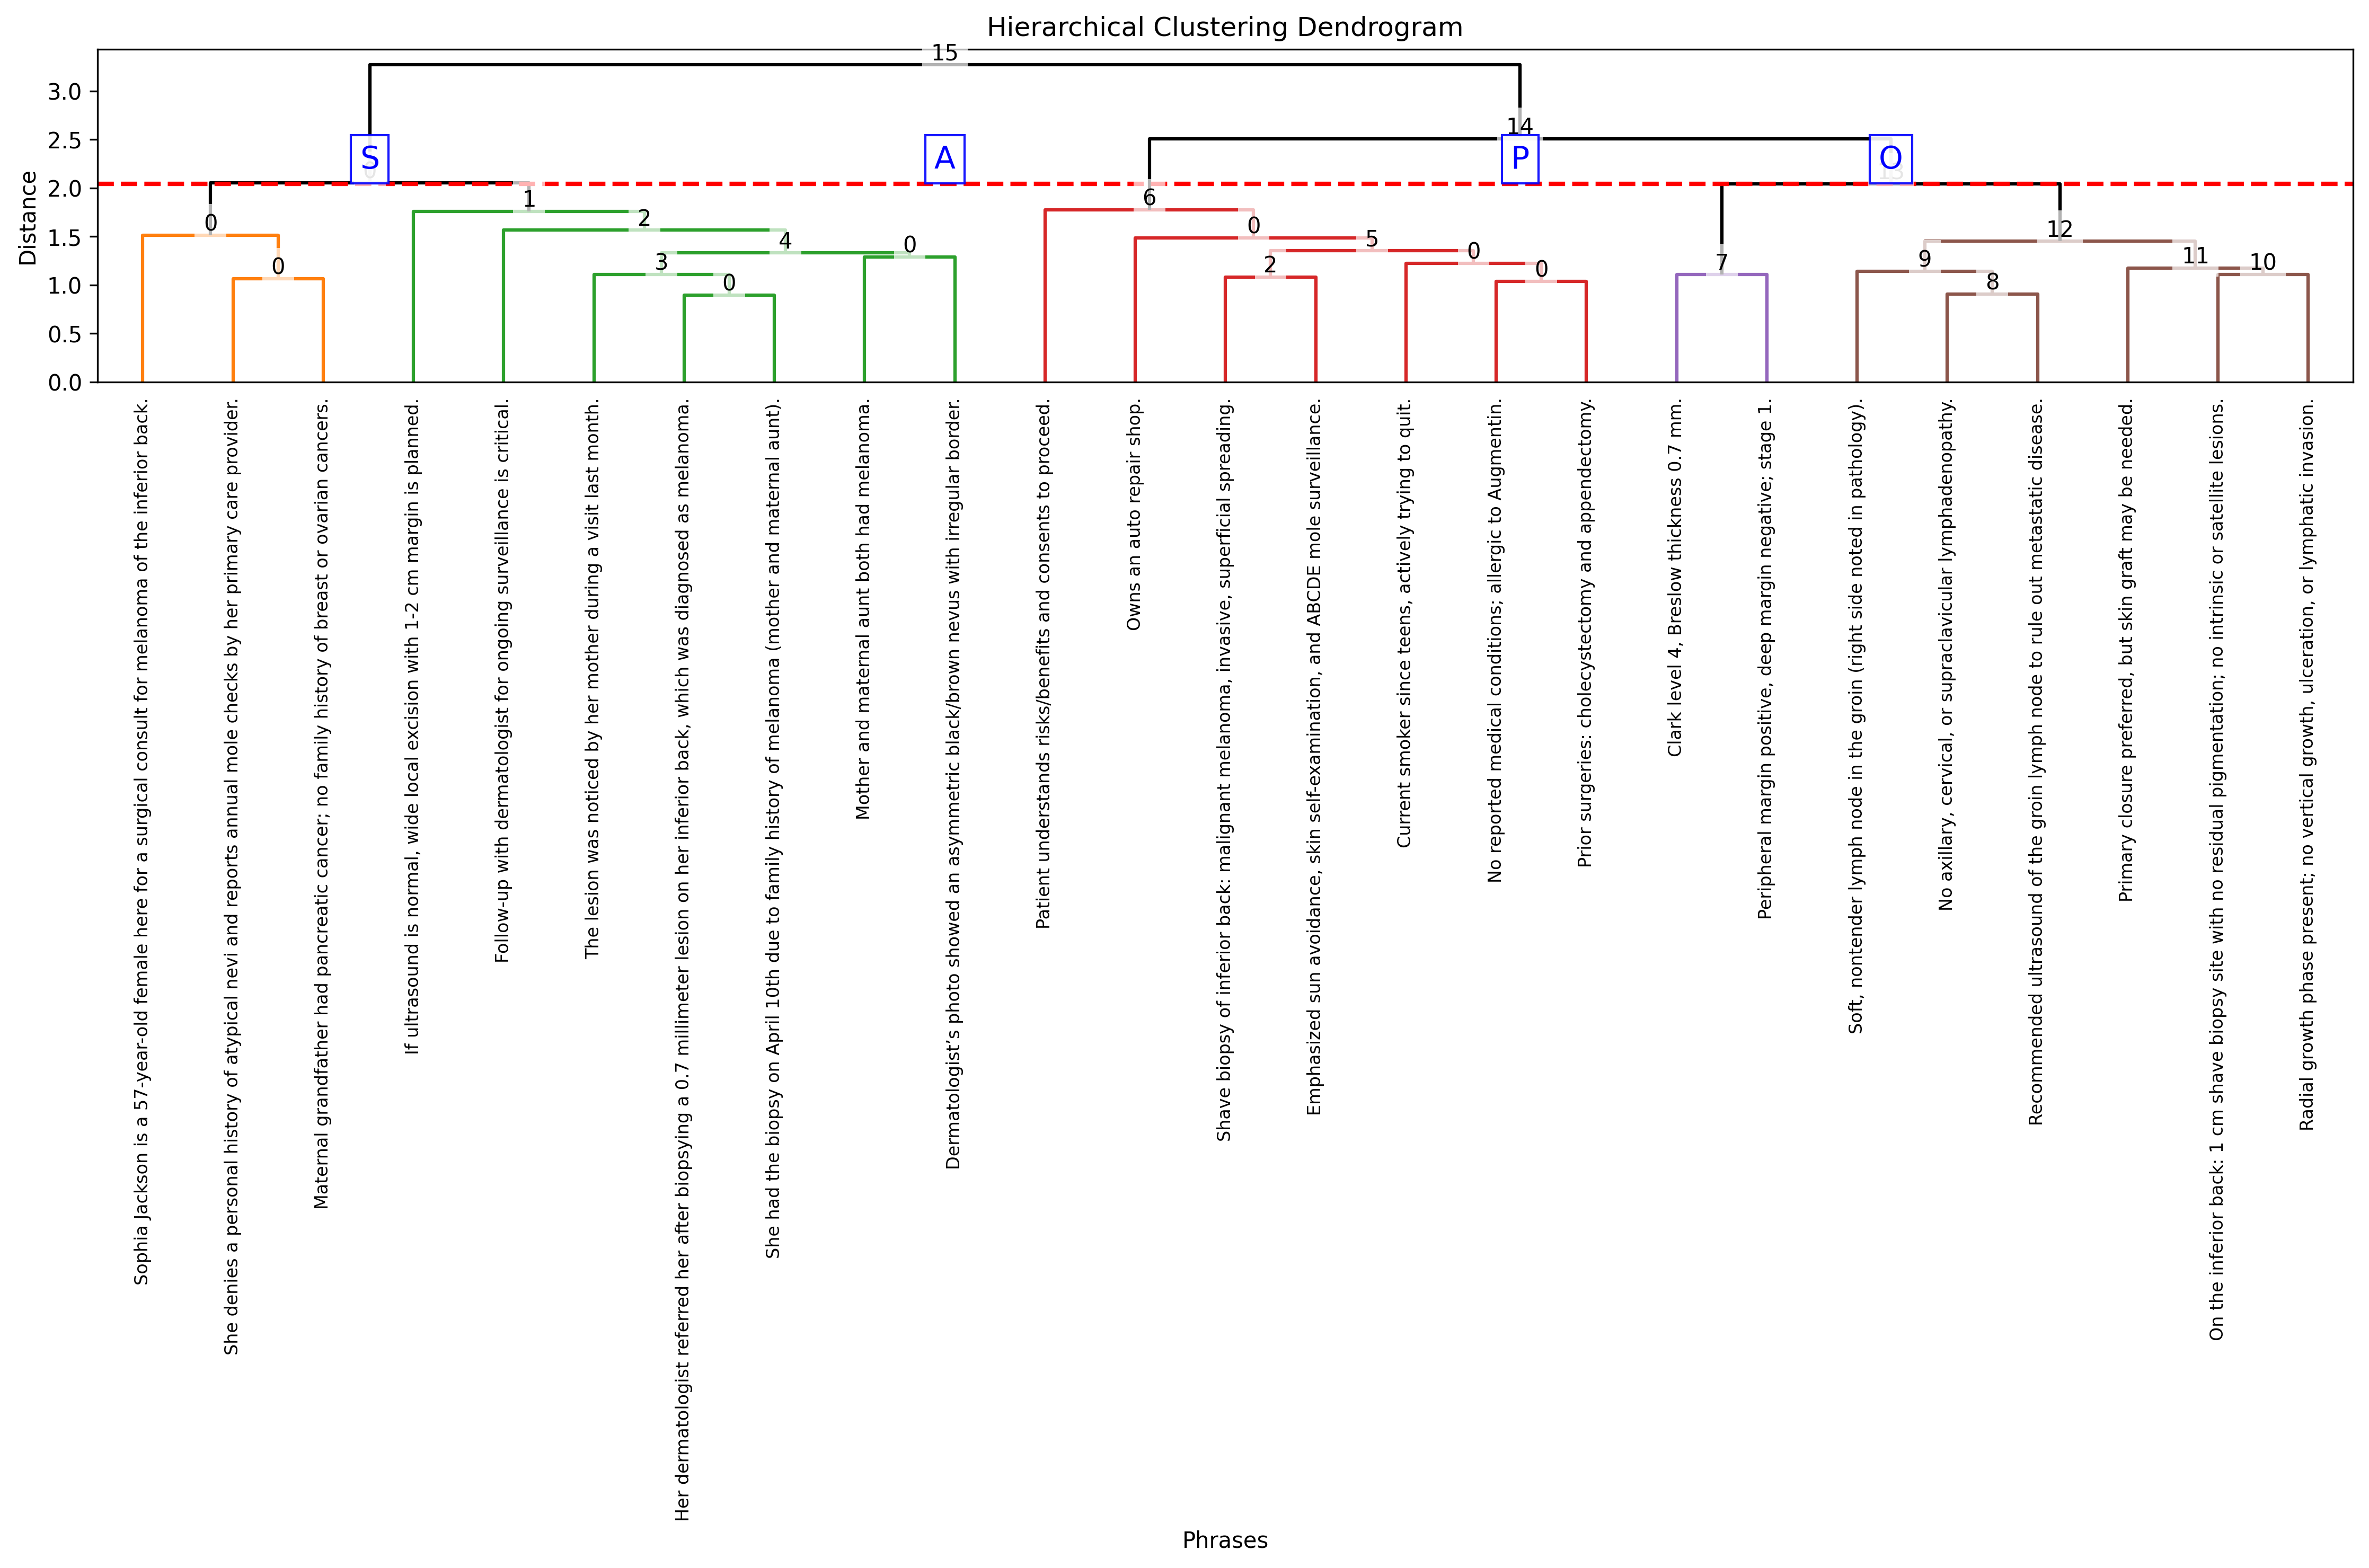 Hierarchical Clustering Dendrogram
15
3.0
2.5
2.0
1.5
1.0
0.5
0.0
Distance
14
S
A
P
O
13
0
1
6
0
2
4
0
3
0
0
0
5
0
2
0
7
12
9
11
10
8
Sophia Jackson is a 57-year-old female here for a surgical consult for melanoma of the inferior back.
She denies a personal history of atypical nevi and reports annual mole checks by her primary care provider.
Maternal grandfather had pancreatic cancer; no family history of breast or ovarian cancers.
If ultrasound is normal, wide local excision with 1-2 cm margin is planned.
Follow-up with dermatologist for ongoing surveillance is critical.
The lesion was noticed by her mother during a visit last month.
Her dermatologist referred her after biopsying a 0.7 millimeter lesion on her inferior back, which was diagnosed as melanoma.
She had the biopsy on April 10th due to family history of melanoma (mother and maternal aunt).
Mother and maternal aunt both had melanoma.
Dermatologist’s photo showed an asymmetric black/brown nevus with irregular border.
Patient understands risks/benefits and consents to proceed.
Owns an auto repair shop.
Shave biopsy of inferior back: malignant melanoma, invasive, superficial spreading.
Emphasized sun avoidance, skin self-examination, and ABCDE mole surveillance.
Current smoker since teens, actively trying to quit.
No reported medical conditions; allergic to Augmentin.
Prior surgeries: cholecystectomy and appendectomy.
Clark level 4, Breslow thickness 0.7 mm.
Peripheral margin positive, deep margin negative; stage 1.
Soft, nontender lymph node in the groin (right side noted in pathology).
No axillary, cervical, or supraclavicular lymphadenopathy.
Recommended ultrasound of the groin lymph node to rule out metastatic disease.
Primary closure preferred, but skin graft may be needed.
On the inferior back: 1 cm shave biopsy site with no residual pigmentation; no intrinsic or satellite lesions.
Radial growth phase present; no vertical growth, ulceration, or lymphatic invasion.
Phrases